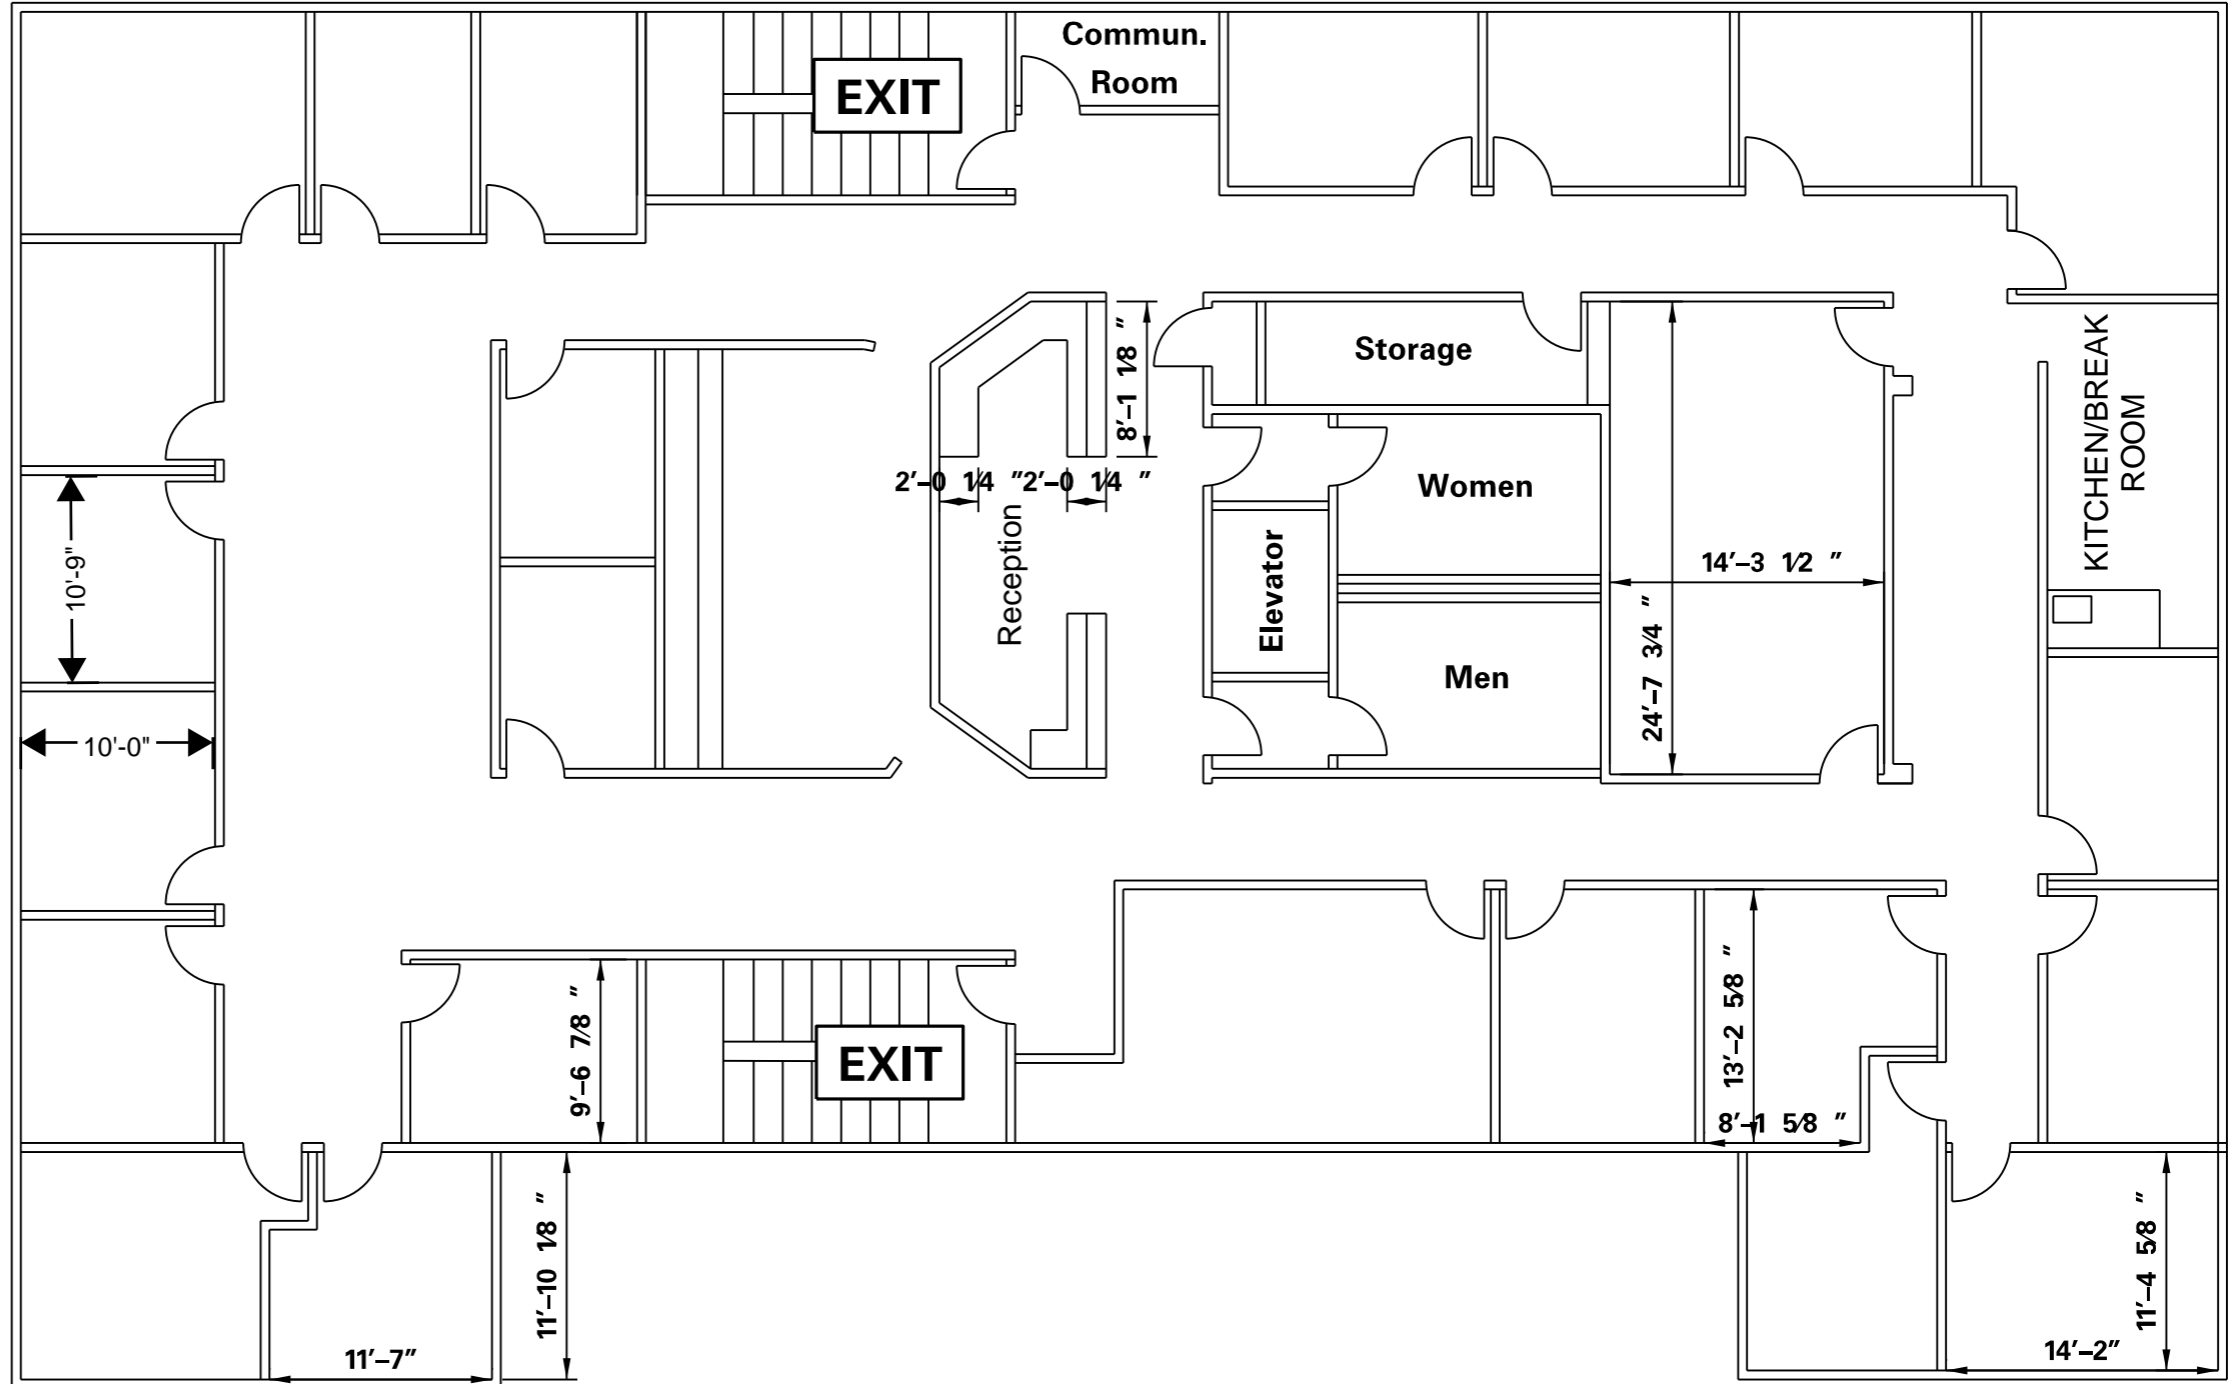 Commun.
Room
EXIT
Storage
8'–1 1/8 "
KITCHEN/BREAK
ROOM
2'–0 1/4 "
2'–0 1/4 "
Women
Reception
Elevator
14'–3 1/2 "
10'-9"
24'–7 3/4 "
Men
10'-0"
9'–6 7/8 "
EXIT
13'–2 5/8 "
8'–1 5/8 "
11'–10 1/8 "
11'–4 5/8 "
11'–7"
14'–2"